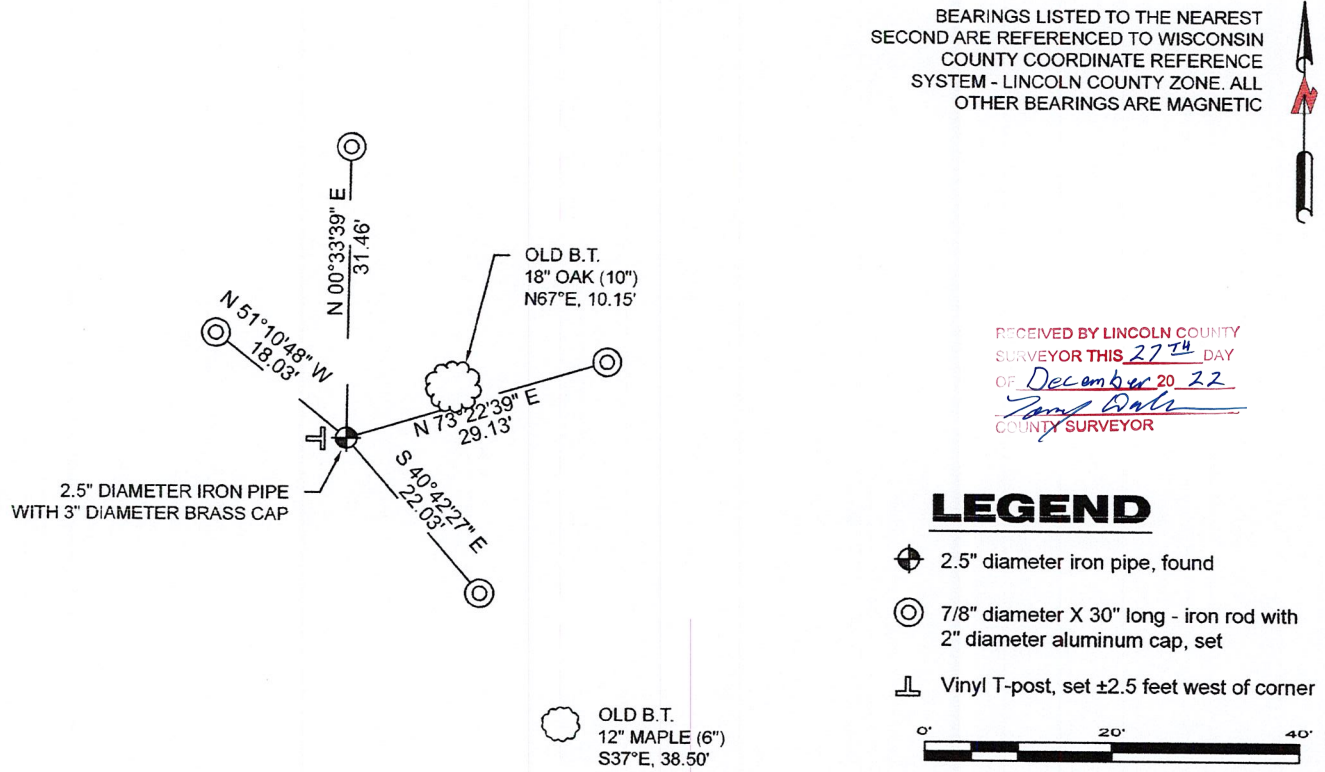 BEARINGS LISTED TO THE NEAREST
SECOND ARE REFERENCED TO WISCONSIN
COUNTY COORDINATE REFERENCE
SYSTEM - LINCOLN COUNTY ZONE. ALL
OTHER BEARINGS ARE MAGNETIC
N
N 00°33'39" E
31.46'
OLD B.T.
18" OAK (10")
N67°E, 10.15'
N 51°10'48" W
18.03'
N 73°22'39" E
29.13'
S 40°42'27" E
22.03'
2.5" DIAMETER IRON PIPE
WITH 3" DIAMETER BRASS CAP
OLD B.T.
12" MAPLE (6")
S37°E, 38.50'
RECEIVED BY LINCOLN COUNTY
SURVEYOR THIS 27TH DAY
OF December 20 22
COUNTY SURVEYOR
LEGEND
2.5" diameter iron pipe, found
7/8" diameter X 30" long - iron rod with
2" diameter aluminum cap, set
Vinyl T-post, set ±2.5 feet west of corner
0' 20' 40'